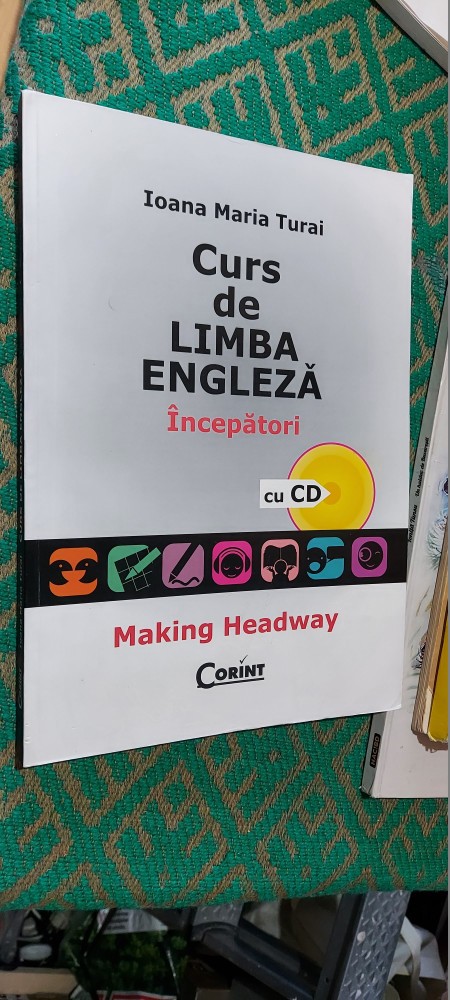 Ioana Maria Turai
Curs
de
LIMBA
ENGLEZĂ
Începători
cu CD
Making Headway
CORINT